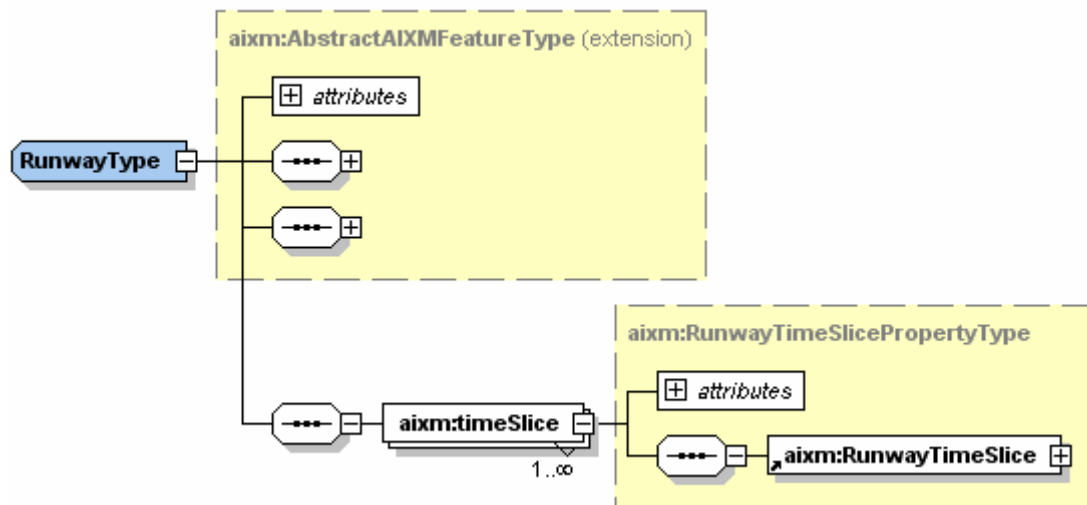 aixm:AbstractAIXMFeatureType (extension)
attributes
RunwayType
aixm:RunwayTimeSlicePropertyType
attributes
aixm:timeSlice
aixm:RunwayTimeSlice
1..∞